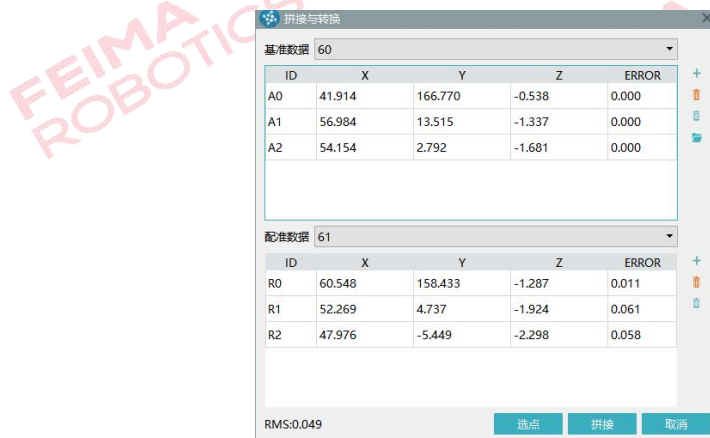 FEIMA
ROBOTICS
拼接与转换
基准数据 60
ID X Y Z ERROR
A0 41.914 166.770 -0.538 0.000
A1 56.984 13.515 -1.337 0.000
A2 54.154 2.792 -1.681 0.000
配准数据 61
ID X Y Z ERROR
R0 60.548 158.433 -1.287 0.011
R1 52.269 4.737 -1.924 0.061
R2 47.976 -5.449 -2.298 0.058
RMS:0.049 选点 拼接 取消